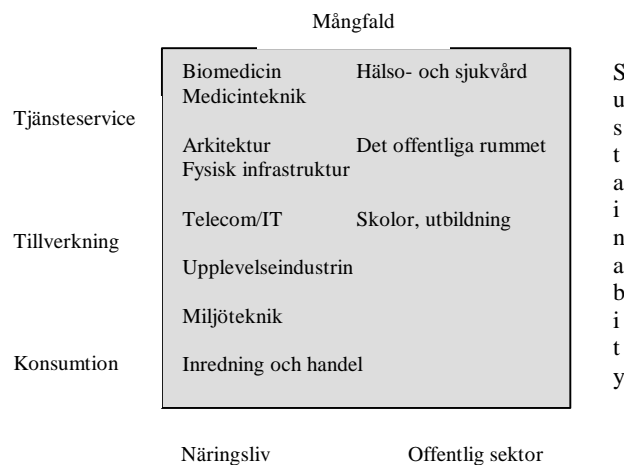 Mångfald
Biomedicin Hälso- och sjukvård
Medicinteknik
Tjänsteservice
Arkitektur Det offentliga rummet
Fysisk infrastruktur
Telecom/IT Skolor, utbildning
Tillverkning
Upplevelseindustrin
Miljöteknik
Konsumtion Inredning och handel
Näringsliv Offentlig sektor
S
u
s
t
a
i
n
a
b
i
t
y